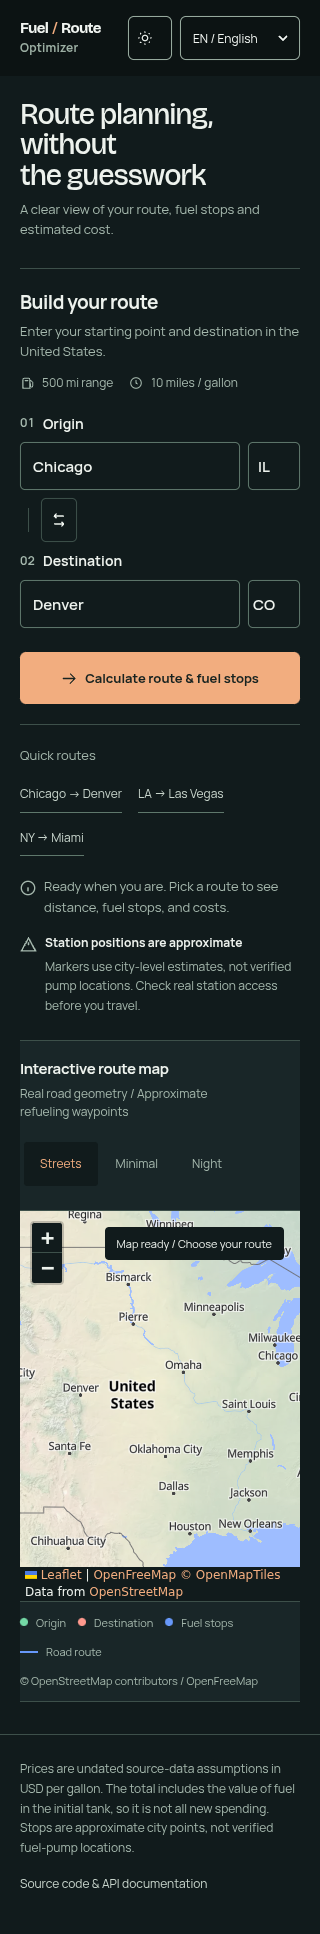 Fuel / Route
Optimizer
EN / English
Route planning,
without
the guesswork
A clear view of your route, fuel stops and
estimated cost.
Build your route
Enter your starting point and destination in the
United States.
500 mi range
10 miles / gallon
01 Origin
Chicago
IL
02 Destination
Denver
CO
→ Calculate route & fuel stops
Quick routes
Chicago → Denver
LA → Las Vegas
NY → Miami
Ready when you are. Pick a route to see
distance, fuel stops, and costs.
Station positions are approximate
Markers use city-level estimates, not verified
pump locations. Check real station access
before you travel.
Interactive route map
Real road geometry / Approximate
refueling waypoints
Streets
Minimal
Night
Regina
Winnipeg
+
−
Map ready / Choose your route
Bismarck
Minneapolis
Pierre
Milwaukee
Chicago
Omaha
City
Denver
United
States
Saint Louis
Santa Fe
Oklahoma City
Memphis
Dallas
Jackson
Houston
New Orleans
Chihuahua City
Leaflet | OpenFreeMap © OpenMapTiles
Data from OpenStreetMap
Origin
Destination
Fuel stops
Road route
© OpenStreetMap contributors / OpenFreeMap
Prices are undated source-data assumptions in
USD per gallon. The total includes the value of fuel
in the initial tank, so it is not all new spending.
Stops are approximate city points, not verified
fuel-pump locations.
Source code & API documentation